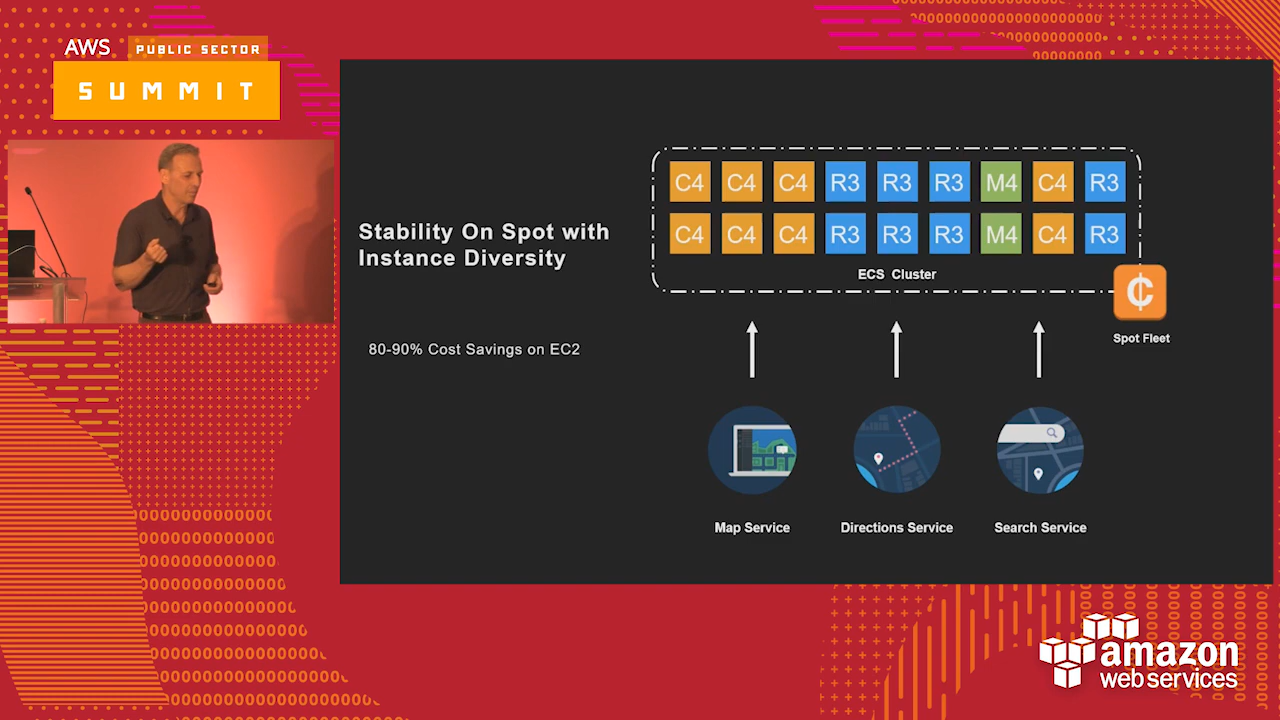 AWS PUBLIC SECTOR
SUMMIT
Stability On Spot with
Instance Diversity
80-90% Cost Savings on EC2
C4 C4 C4 R3 R3 R3 M4 C4 R3
C4 C4 C4 R3 R3 R3 M4 C4 R3
ECS Cluster
₵
Spot Fleet
Map Service
Directions Service
Search Service
amazon
web services